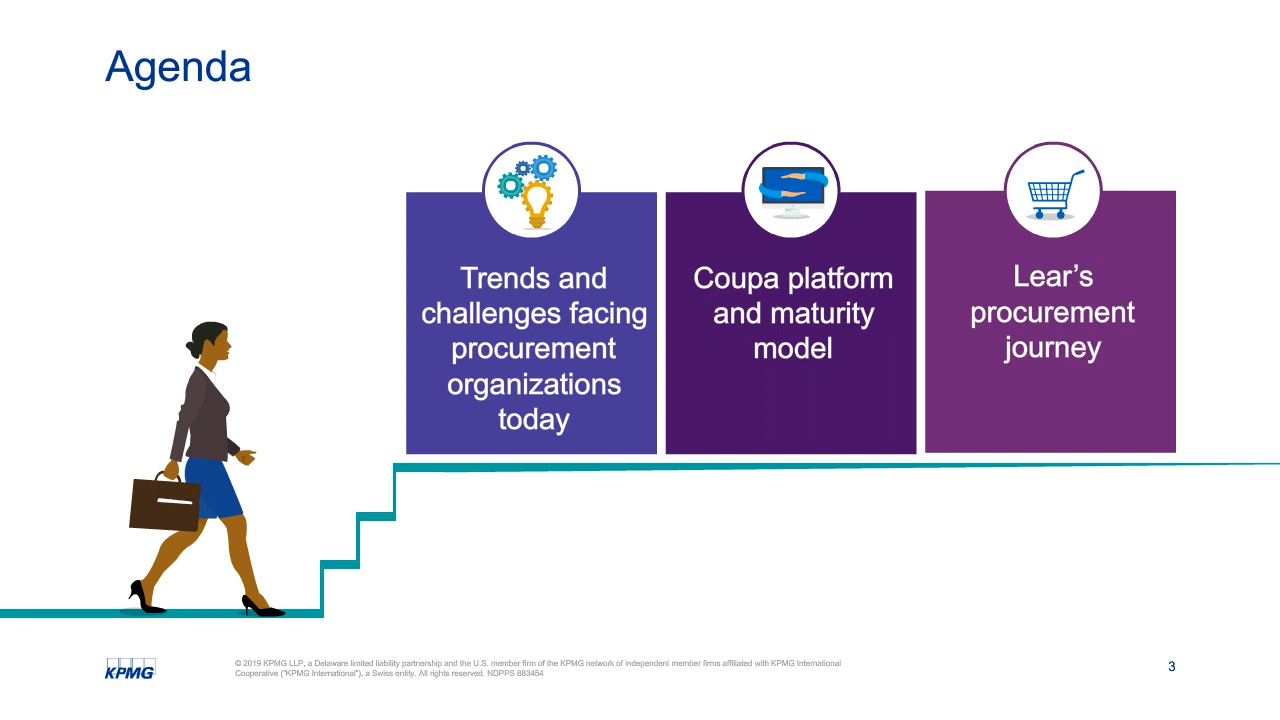 Agenda
Trends and
challenges facing
procurement
organizations
today
Coupa platform
and maturity
model
Lear’s
procurement
journey
KPMG
© 2019 KPMG LLP, a Delaware limited liability partnership and the U.S. member firm of the KPMG network of independent member firms affiliated with KPMG International
Cooperative (“KPMG International”), a Swiss entity. All rights reserved. NDPPS 883454
3